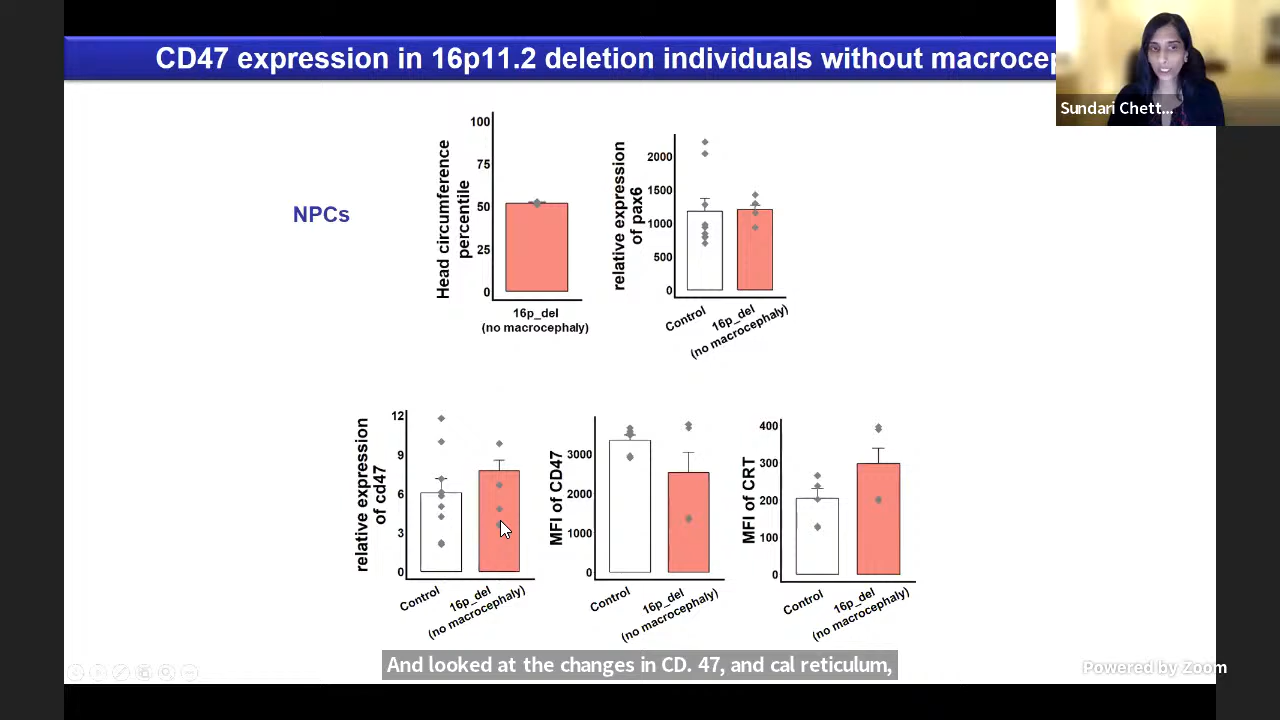 CD47 expression in 16p11.2 deletion individuals without macrocep
Sundari Chett...
NPCs
Head circumference
percentile
100
75
50
25
0
16p_del
(no macrocephaly)
relative expression
of pax6
2000
1500
1000
500
0
Control
16p_del
(no macrocephaly)
relative expression
of cd47
12
9
6
3
0
Control
16p_del
(no macrocephaly)
MFI of CD47
3000
2000
1000
0
Control
16p_del
(no macrocephaly)
MFI of CRT
400
300
200
100
0
Control
16p_del
(no macrocephaly)
And looked at the changes in CD. 47, and cal reticulum,
Powered by Zoom